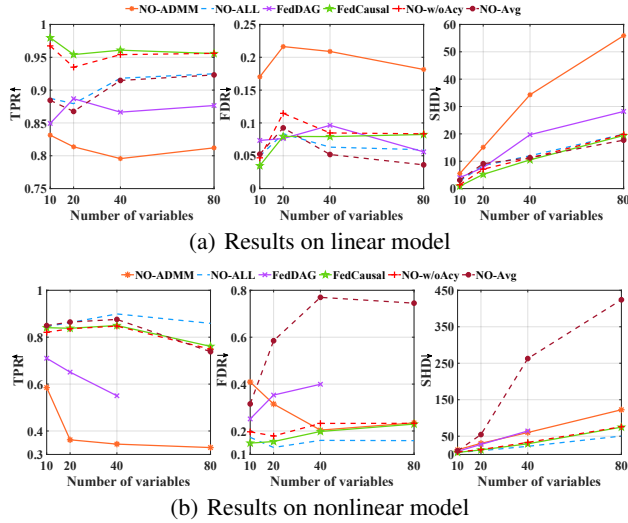 NO-ADMM NO-ALL FedDAG FedCausal NO-w/oAcy NO-Avg
TPR↑ 1 0.95 0.9 0.85 0.8 0.75
10 20 40 80
Number of variables
FDR↓ 0.25 0.2 0.15 0.1 0.05 0
10 20 40 80
Number of variables
SHD↓ 60 50 40 30 20 10 0
10 20 40 80
Number of variables
(a) Results on linear model
NO-ADMM NO-ALL FedDAG FedCausal NO-w/oAcy NO-Avg
TPR↑ 1 0.8 0.6 0.4 0.3
10 20 40 80
Number of variables
FDR↓ 0.8 0.6 0.4 0.2 0.1
10 20 40 80
Number of variables
SHD↓ 450 350 250 150 50 0
10 20 40 80
Number of variables
(b) Results on nonlinear model